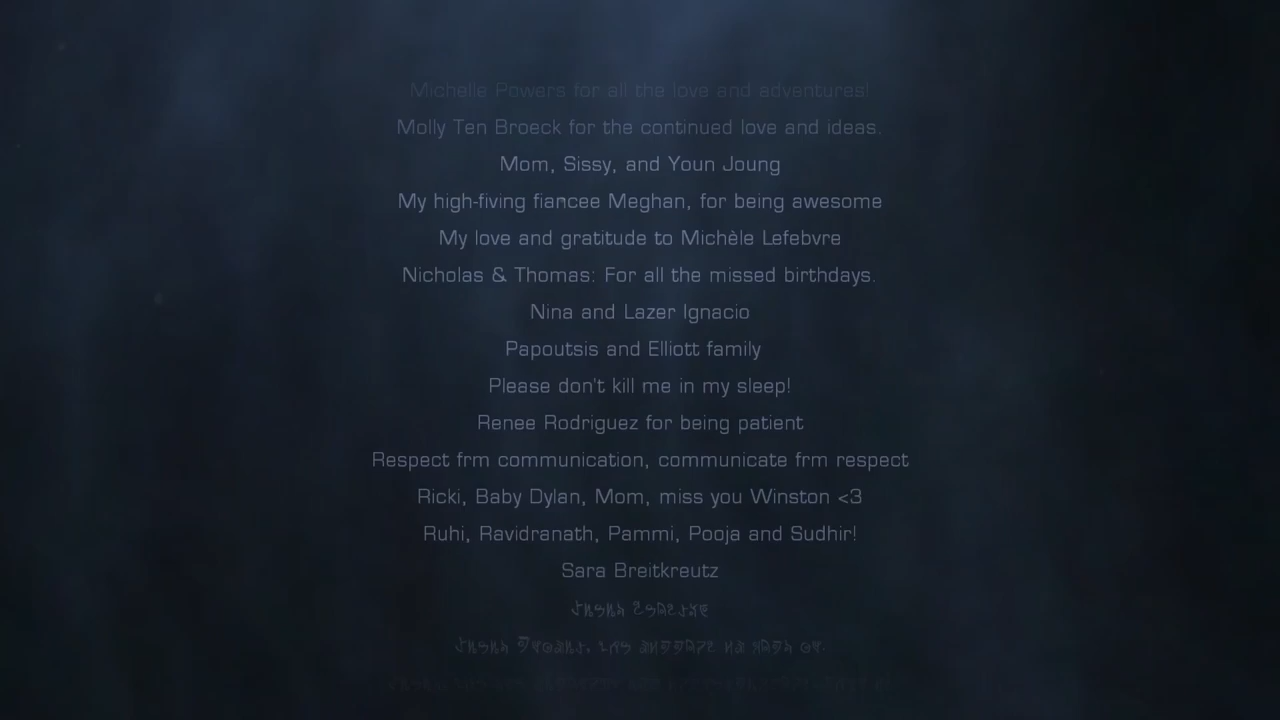 Michelle Powers for all the love and adventures!
Molly Ten Broeck for the continued love and ideas.
Mom, Sissy, and Youn Joung
My high-fiving fiancee Meghan, for being awesome
My love and gratitude to Michèle Lefebvre
Nicholas & Thomas: For all the missed birthdays.
Nina and Lazer Ignacio
Papoutsis and Elliott family
Please don't kill me in my sleep!
Renee Rodriguez for being patient
Respect frm communication, communicate frm respect
Ricki, Baby Dylan, Mom, miss you Winston <3
Ruhi, Ravidranath, Pammi, Pooja and Sudhir!
Sara Breitkreutz